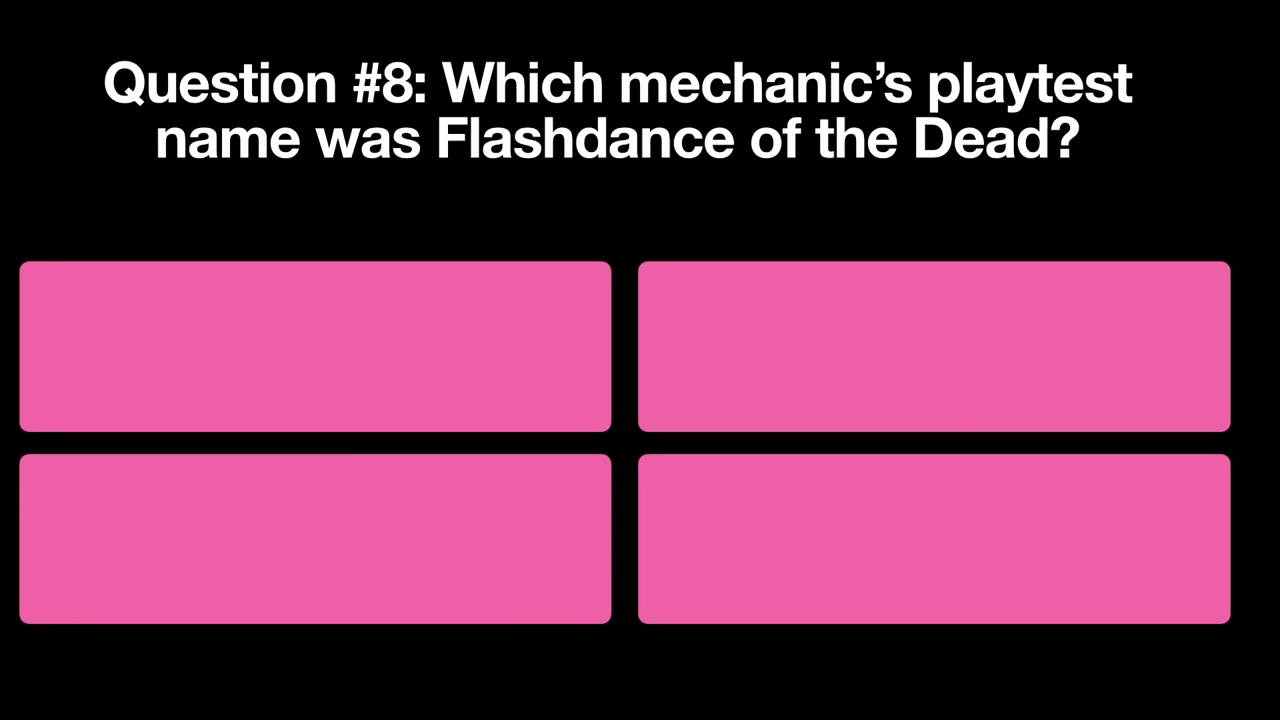 Question #8: Which mechanic’s playtest
name was Flashdance of the Dead?